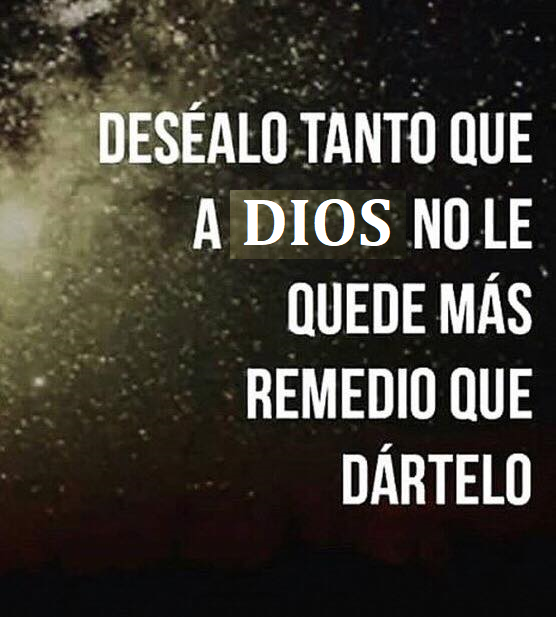 DESÉALO TANTO QUE
A DIOS NO LE
QUEDE MÁS
REMEDIO QUE
DÁRTELO